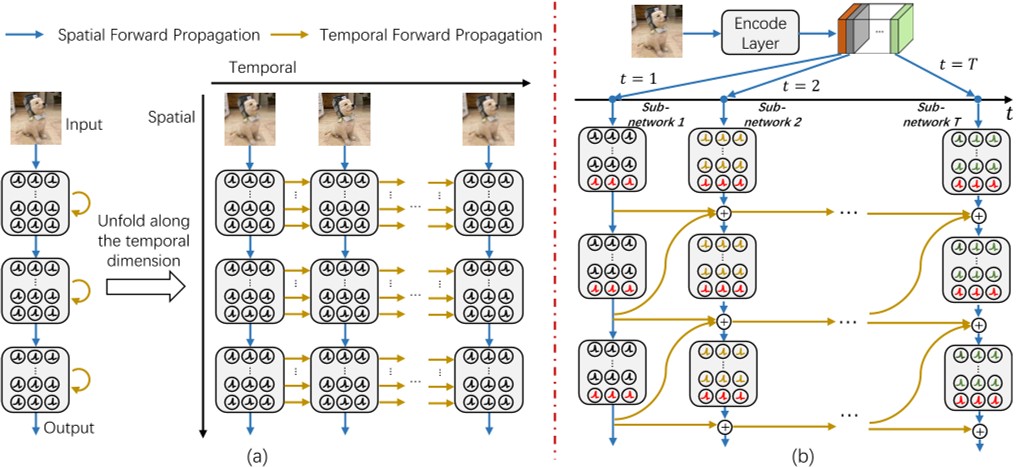 Spatial Forward Propagation
Temporal Forward Propagation
Temporal
Spatial
Input
Unfold along
the temporal
dimension
...
...
...
Output
(a)
Encode
Layer
...
t = 1
t = 2
t = T
t
Sub-
network 1
Sub-
network 2
Sub-
network T
...
...
...
(b)